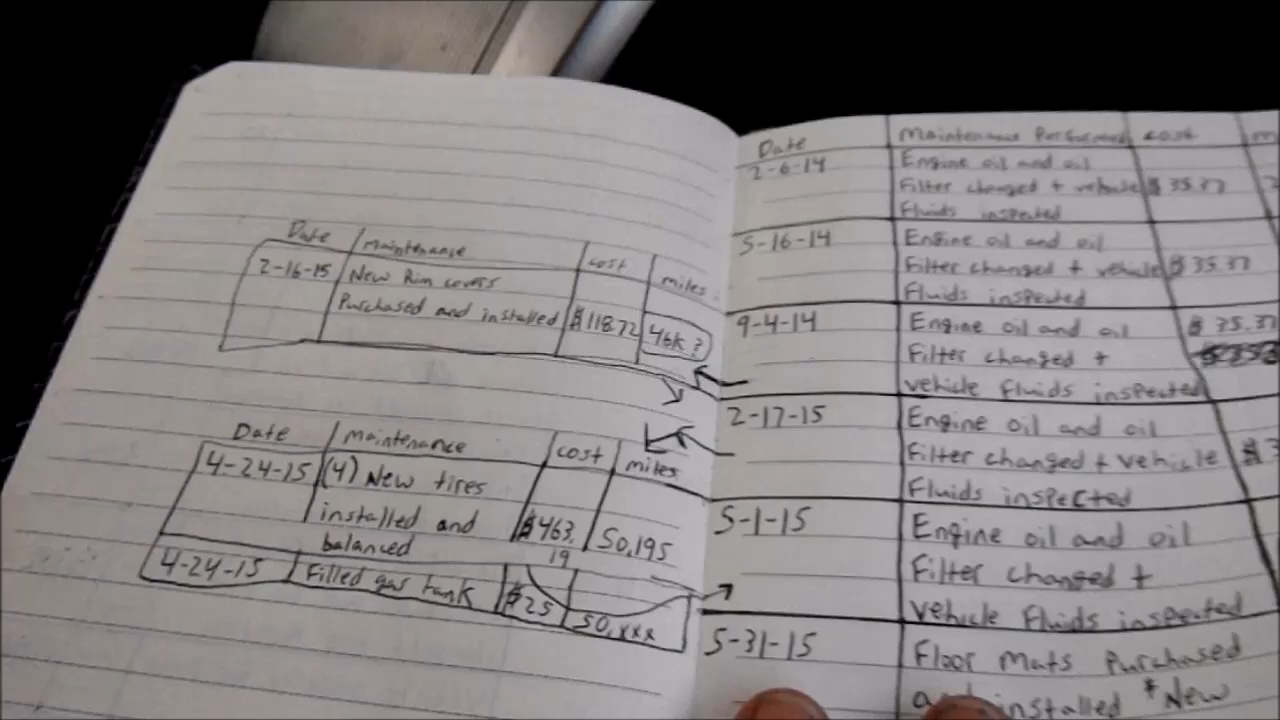 Date Maintenance cost miles
2-16-15 New Rim covers
Purchased and installed $118.72 46K?
Date Maintenance cost miles
4-24-15 (4) New tires
installed and $463.
balanced 19 50,195
4-24-15 Filled gas tank $25 50,xxx
Date Maintenance Performed cost
2-6-14 Engine oil and oil
Filter changed + vehicle $35.37
Fluids inspected
5-16-14 Engine oil and oil
Filter changed + vehicle $35.37
Fluids inspected
9-4-14 Engine oil and oil $35.37
Filter changed +
vehicle fluids inspected
2-17-15 Engine oil and oil
Filter changed + vehicle $3
Fluids inspected
5-1-15 Engine oil and oil
Filter changed +
vehicle fluids inspected
5-31-15 Floor mats purchased
and installed * New